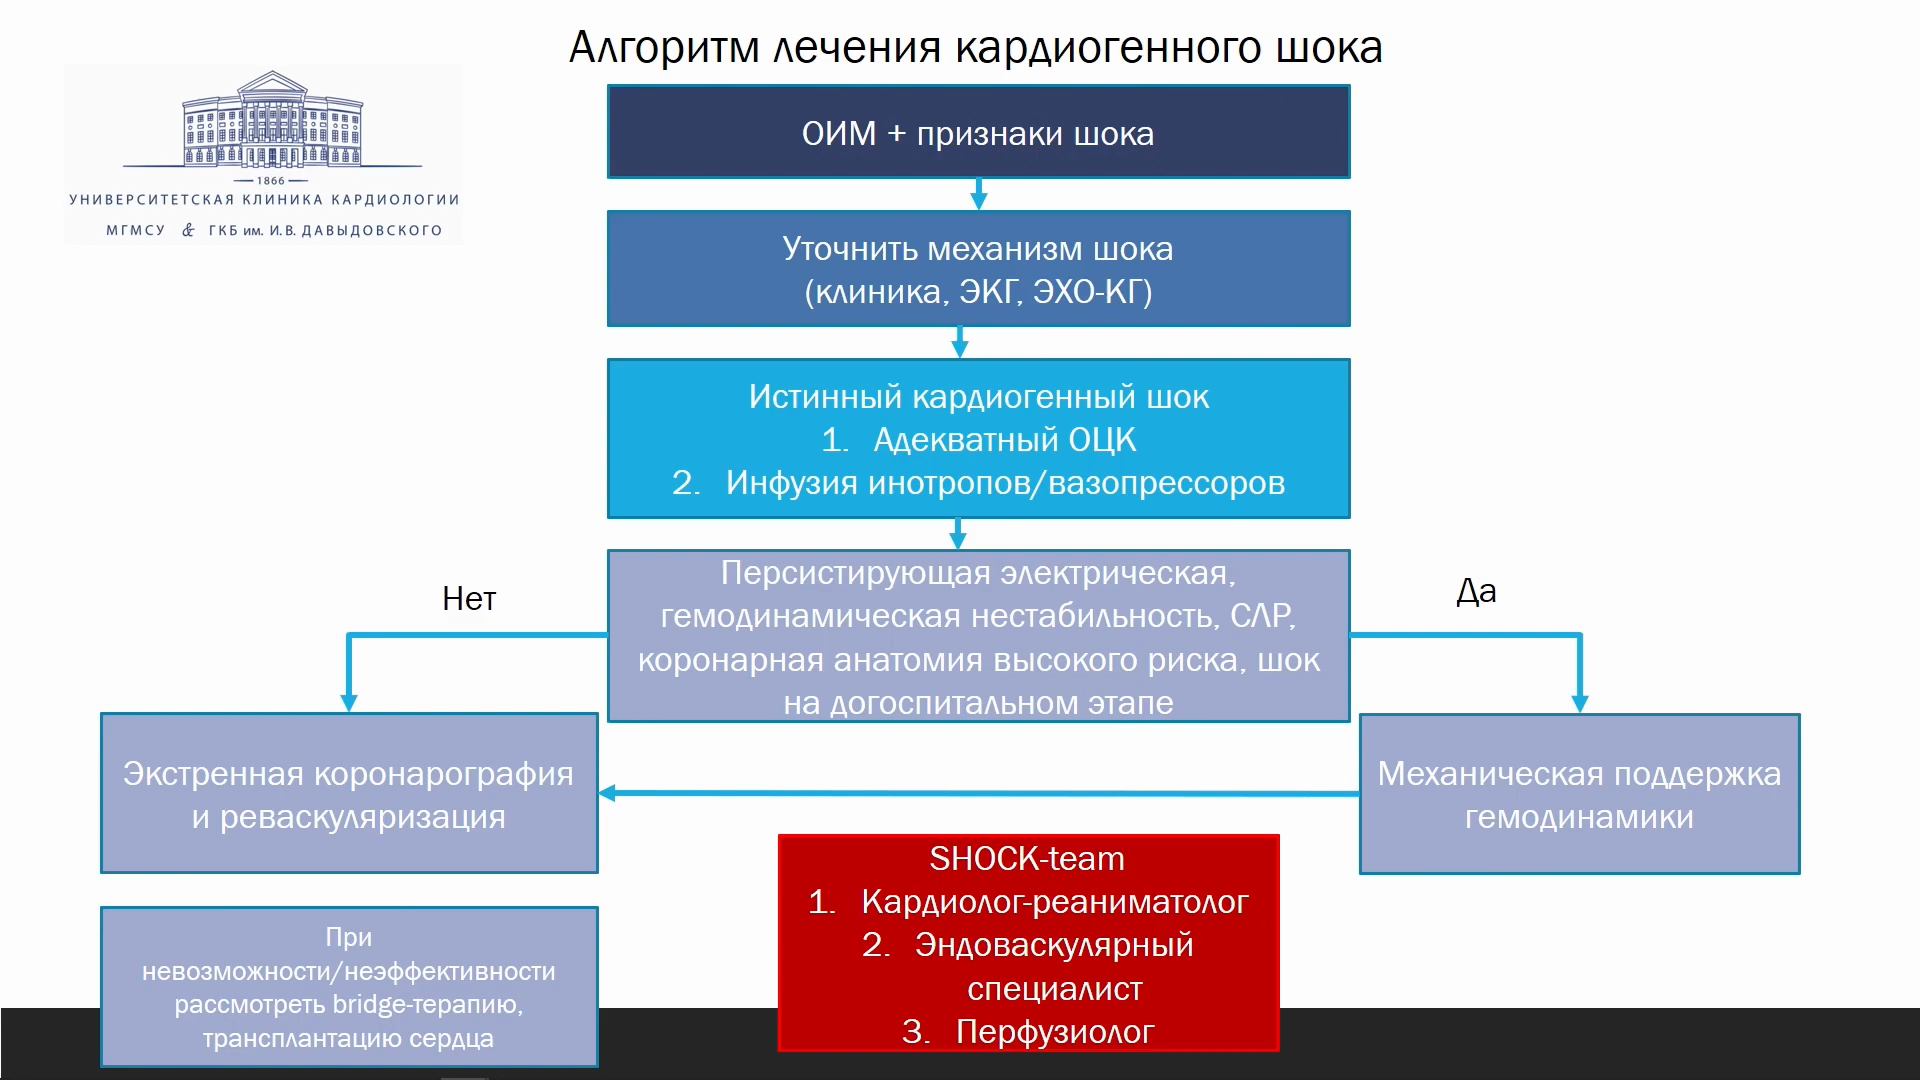 Алгоритм лечения кардиогенного шока
1866
УНИВЕРСИТЕТСКАЯ КЛИНИКА КАРДИОЛОГИИ
МГМСУ & ГКБ им. И.В. ДАВЫДОВСКОГО
ОИМ + признаки шока
Уточнить механизм шока
(клиника, ЭКГ, ЭХО-КГ)
Истинный кардиогенный шок
1. Адекватный ОЦК
2. Инфузия инотропов/вазопрессоров
Персистирующая электрическая,
гемодинамическая нестабильность, СЛР,
коронарная анатомия высокого риска, шок
на догоспитальном этапе
Нет
Да
Экстренная коронарография
и реваскуляризация
Механическая поддержка
гемодинамики
SHOCK-team
1. Кардиолог-реаниматолог
2. Эндоваскулярный
специалист
3. Перфузиолог
При
невозможности/неэффективности
рассмотреть bridge-терапию,
трансплантацию сердца